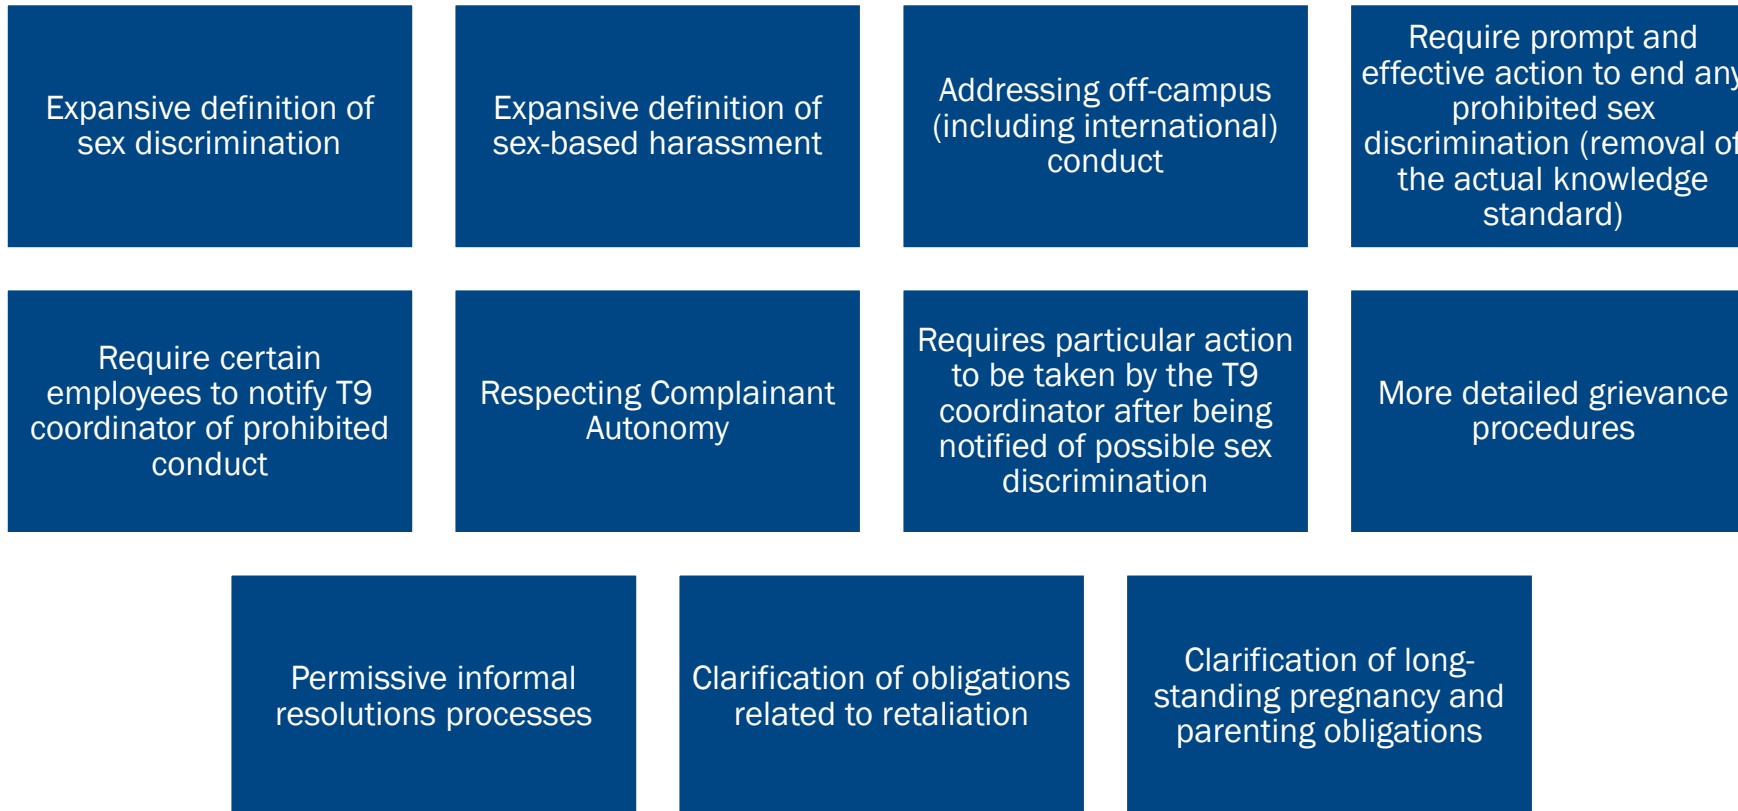 Expansive definition of
sex discrimination
Expansive definition of
sex-based harassment
Addressing off-campus
(including international)
conduct
Require prompt and
effective action to end any
prohibited sex
discrimination (removal of
the actual knowledge
standard)
Require certain
employees to notify T9
coordinator of prohibited
conduct
Respecting Complainant
Autonomy
Requires particular action
to be taken by the T9
coordinator after being
notified of possible sex
discrimination
More detailed grievance
procedures
Permissive informal
resolutions processes
Clarification of obligations
related to retaliation
Clarification of long-
standing pregnancy and
parenting obligations